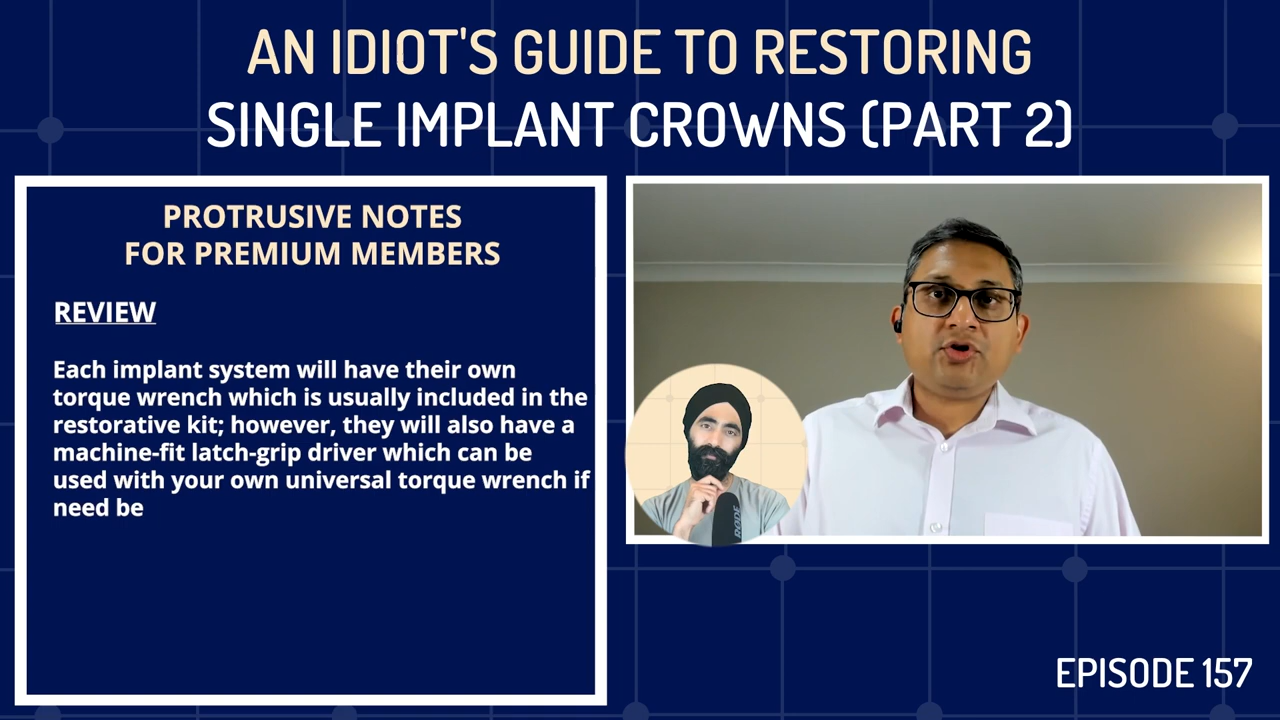 AN IDIOT'S GUIDE TO RESTORING
SINGLE IMPLANT CROWNS (PART 2)
PROTRUSIVE NOTES
FOR PREMIUM MEMBERS
REVIEW
Each implant system will have their own
torque wrench which is usually included in the
restorative kit; however, they will also have a
machine-fit latch-grip driver which can be
used with your own universal torque wrench if
need be
RODE
EPISODE 157